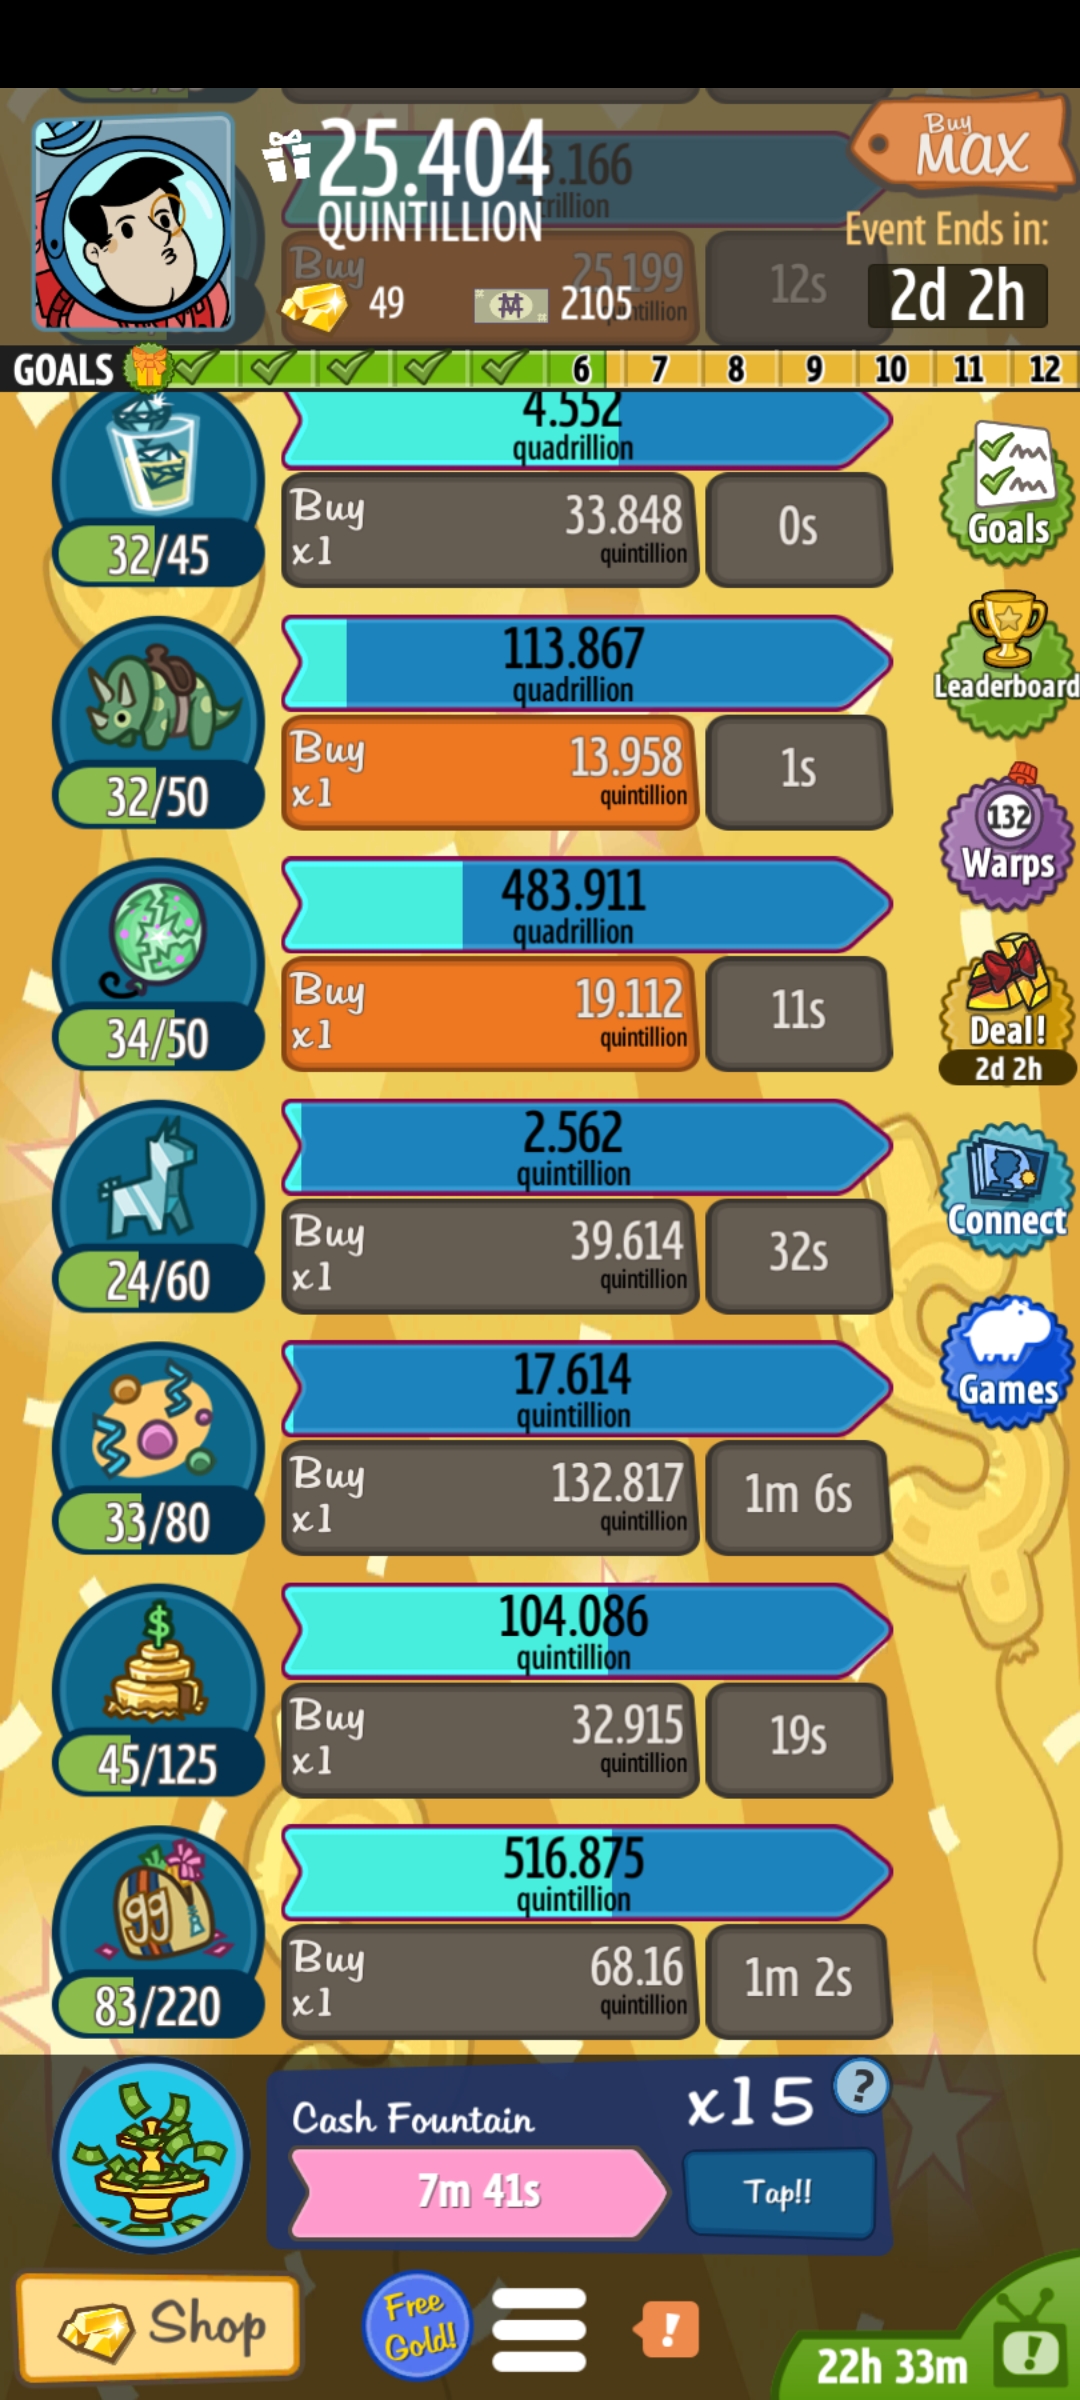 25.404
QUINTILLION
49
2105
Buy
MAX
Event Ends in:
2d 2h
Buy
25.199
12s
GOALS
6
7
8
9
10
11
12
4.552
quadrillion
32/45
Buy
x1
33.848
quintillion
0s
Goals
113.867
quadrillion
32/50
Buy
x1
13.958
quintillion
1s
Leaderboard
483.911
quadrillion
34/50
Buy
x1
19.112
quintillion
11s
132
Warps
Deal!
2d 2h
2.562
quintillion
24/60
Buy
x1
39.614
quintillion
32s
Connect
17.614
quintillion
33/80
Buy
x1
132.817
quintillion
1m 6s
Games
104.086
quintillion
$
45/125
Buy
x1
32.915
quintillion
19s
516.875
quintillion
gg
83/220
Buy
x1
68.16
quintillion
1m 2s
Cash Fountain
x15
?
7m 41s
Tap!!
Shop
Free
Gold!
!
22h 33m
!